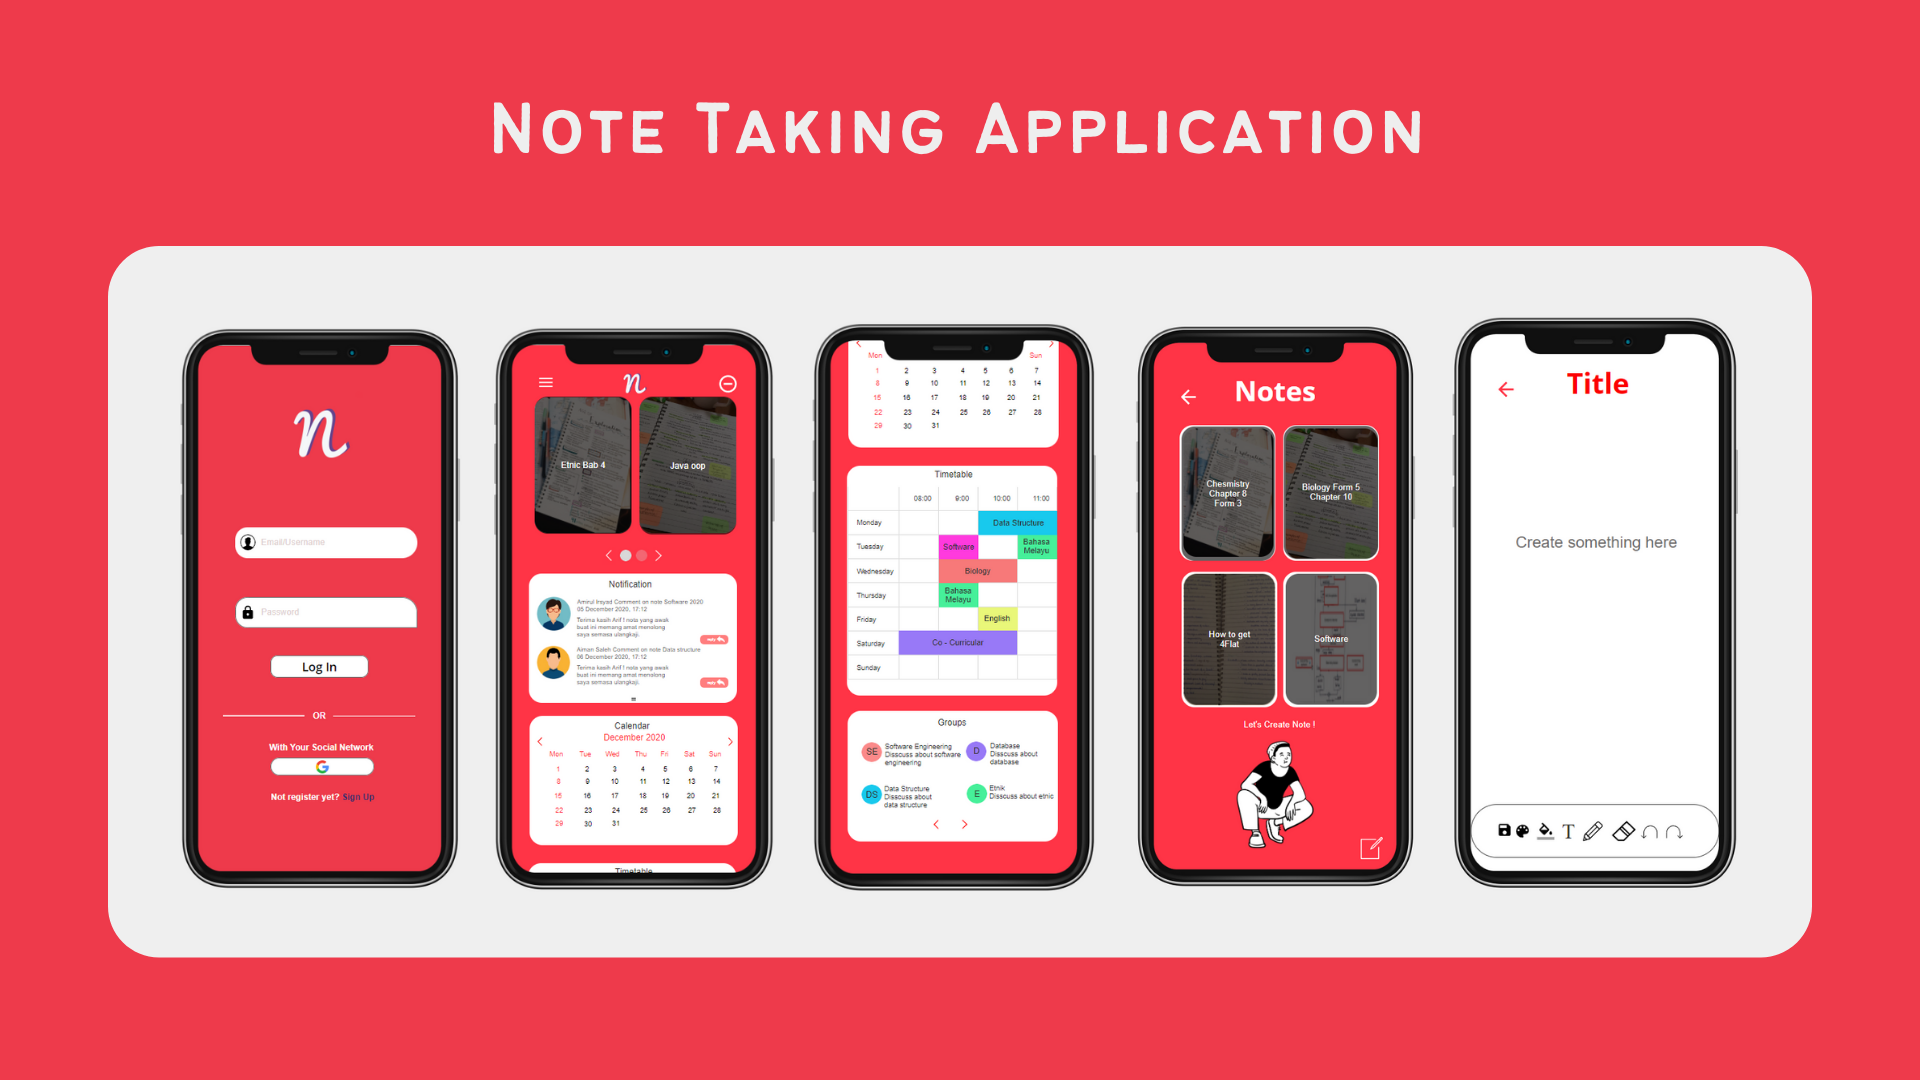 Note Taking Application
n
Email/Username
Password
Log In
OR
With Your Social Network
G
Not register yet? Sign Up
n
Etnic Bab 4
Java oop
Notification
Amirul Irsyad Comment on note Software 2020
05 December 2020, 17:12
Terima kasih Arif ! nota yang awak
buat ini memang amat menolong
saya semasa ulangkaji.
Aiman Saleh Comment on note Data structure
06 December 2020, 17:12
Terima kasih Arif ! nota yang awak
buat ini memang amat menolong
saya semasa ulangkaji.
Calendar
December 2020
Mon Tue Wed Thu Fri Sat Sun
1 2 3 4 5 6 7
8 9 10 11 12 13 14
15 16 17 18 19 20 21
22 23 24 25 26 27 28
29 30 31
Timetable
Mon Sun
1 2 3 4 5 6 7
8 9 10 11 12 13 14
15 16 17 18 19 20 21
22 23 24 25 26 27 28
29 30 31
Timetable
08:00 9:00 10:00 11:00
Monday Data Structure
Tuesday Software Bahasa
Melayu
Wednesday Biology
Thursday Bahasa
Melayu
Friday English
Saturday Co - Curricular
Sunday
Groups
SE Software Engineering
Disscuss about software
engineering
D Database
Disscuss about
database
DS Data Structure
Disscuss about
data structure
E Etnik
Disscuss about etnic
Notes
Chesmistry
Chapter 8
Form 3
Biology Form 5
Chapter 10
How to get
4Flat
Software
Let's Create Note !
Title
Create something here
T